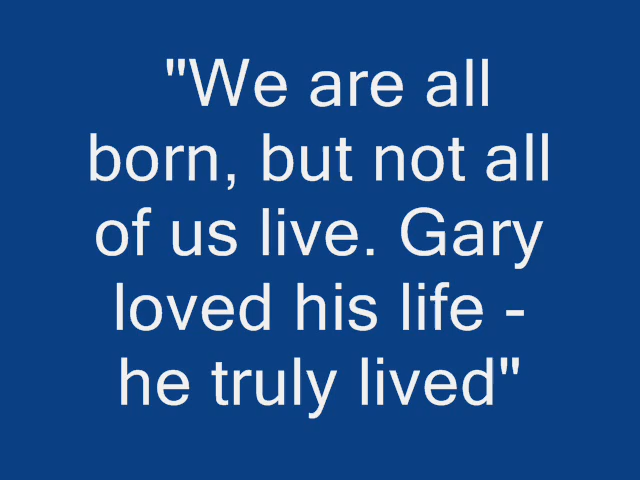 "We are all
born, but not all
of us live. Gary
loved his life -
he truly lived"